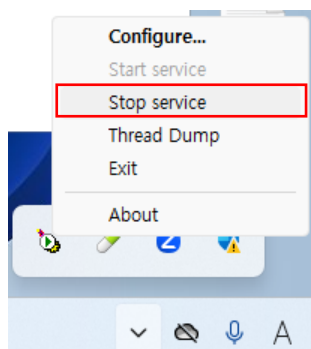 Configure...
Start service
Stop service
Thread Dump
Exit
About
Z
A